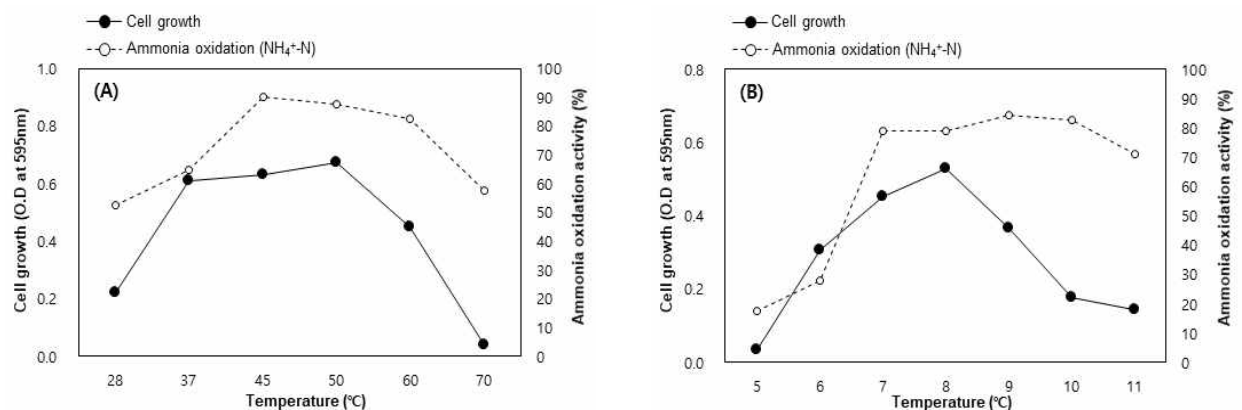 Cell growth
Ammonia oxidation (NH₄⁺-N)
(A)
Cell growth (O.D at 595nm)
1.0
0.8
0.6
0.4
0.2
0.0
100
90
80
70
60
50
40
30
20
10
0
Ammonia oxidation activity (%)
28 37 45 50 60 70
Temperature (℃)
Cell growth
Ammonia oxidation (NH₄⁺-N)
(B)
Cell growth (O.D at 595nm)
0.8
0.6
0.4
0.2
0.0
100
90
80
70
60
50
40
30
20
10
0
Ammonia oxidation activity (%)
5 6 7 8 9 10 11
Temperature (℃)